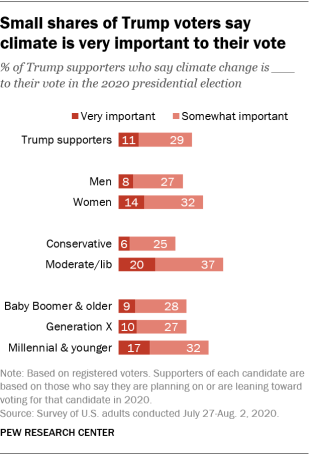 Small shares of Trump voters say
climate is very important to their vote
% of Trump supporters who say climate change is ___
to their vote in the 2020 presidential election
Very important Somewhat important
Trump supporters 11 29
Men 8 27
Women 14 32
Conservative 6 25
Moderate/lib 20 37
Baby Boomer & older 9 28
Generation X 10 27
Millennial & younger 17 32
Note: Based on registered voters. Supporters of each candidate are
based on those who say they are planning on or are leaning toward
voting for that candidate in 2020.
Source: Survey of U.S. adults conducted July 27-Aug. 2, 2020.
PEW RESEARCH CENTER